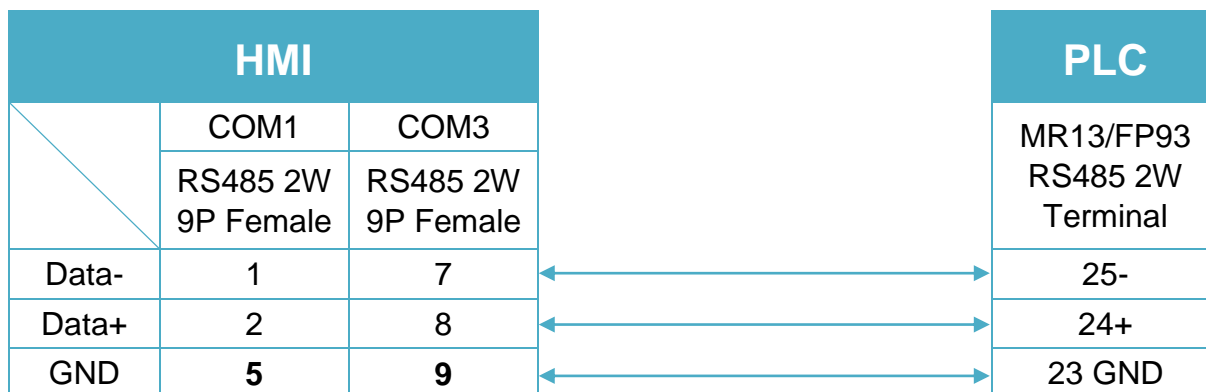 HMI
PLC
COM1 COM3
MR13/FP93
RS485 2W
Terminal
RS485 2W
9P Female
RS485 2W
9P Female
Data- 1 7 25-
Data+ 2 8 24+
GND 5 9 23 GND